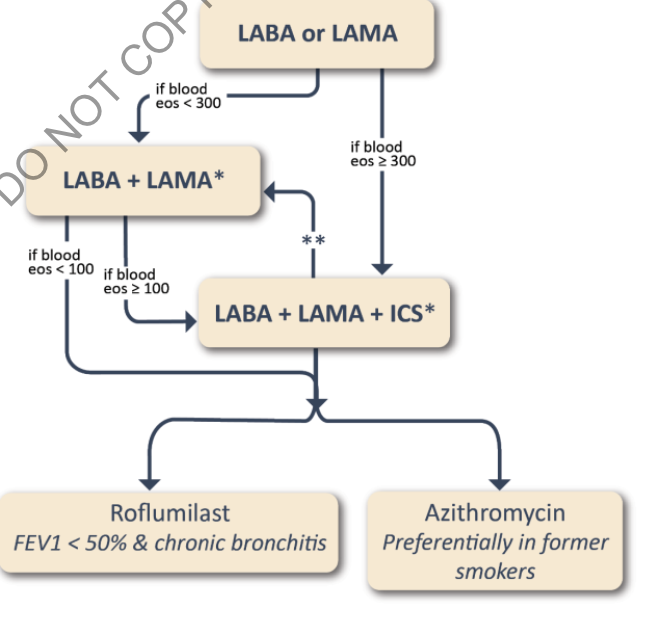 DO NOT COP
LABA or LAMA
if blood
eos < 300
if blood
eos ≥ 300
LABA + LAMA*
**
if blood
eos < 100
if blood
eos ≥ 100
LABA + LAMA + ICS*
Roflumilast
FEV1 < 50% & chronic bronchitis
Azithromycin
Preferentially in former
smokers